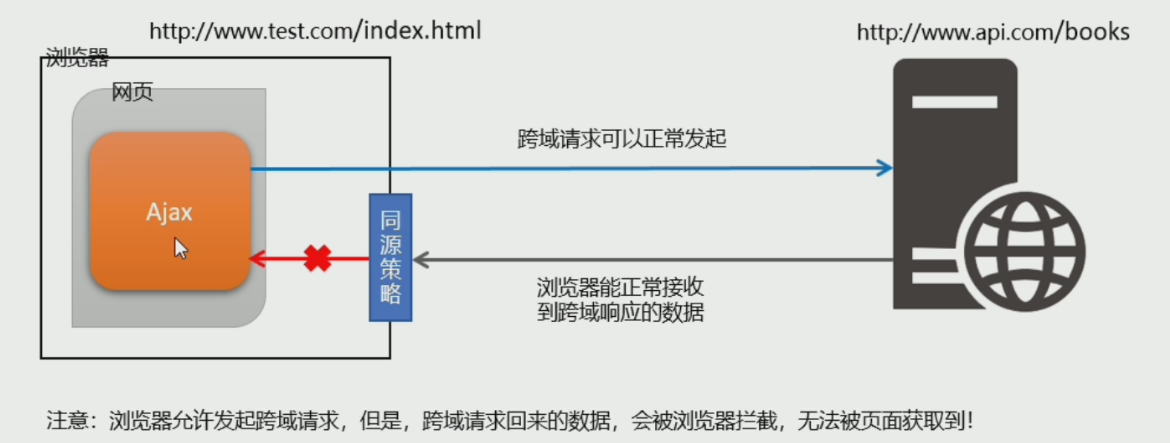 http://www.test.com/index.html
http://www.api.com/books
浏览器
网页
跨域请求可以正常发起
Ajax
同源策略
浏览器能正常接收
到跨域响应的数据
注意：浏览器允许发起跨域请求，但是，跨域请求回来的数据，会被浏览器拦截，无法被页面获取到！